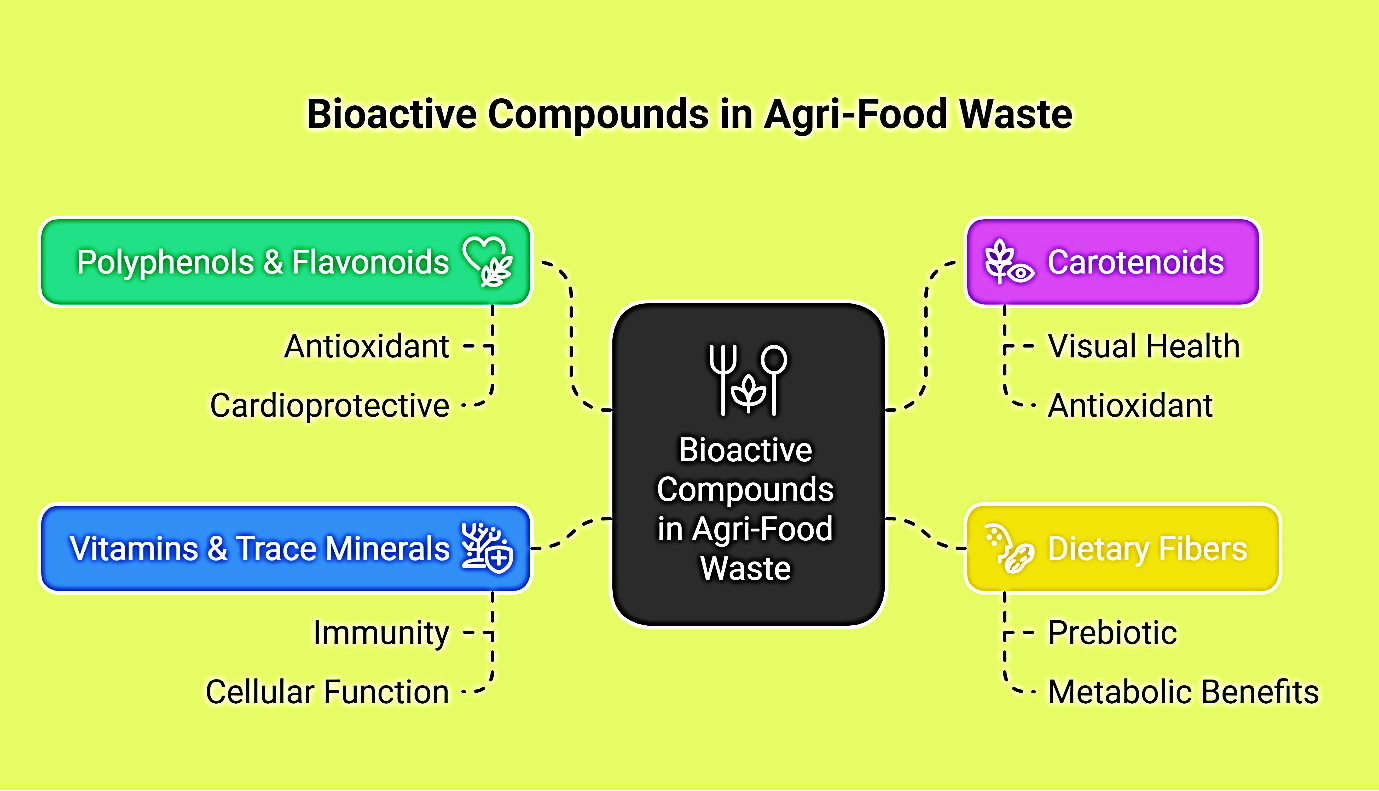 Bioactive Compounds in Agri-Food Waste
Polyphenols & Flavonoids
Antioxidant
Cardioprotective
Vitamins & Trace Minerals
Immunity
Cellular Function
Bioactive
Compounds
in Agri-Food
Waste
Carotenoids
Visual Health
Antioxidant
Dietary Fibers
Prebiotic
Metabolic Benefits